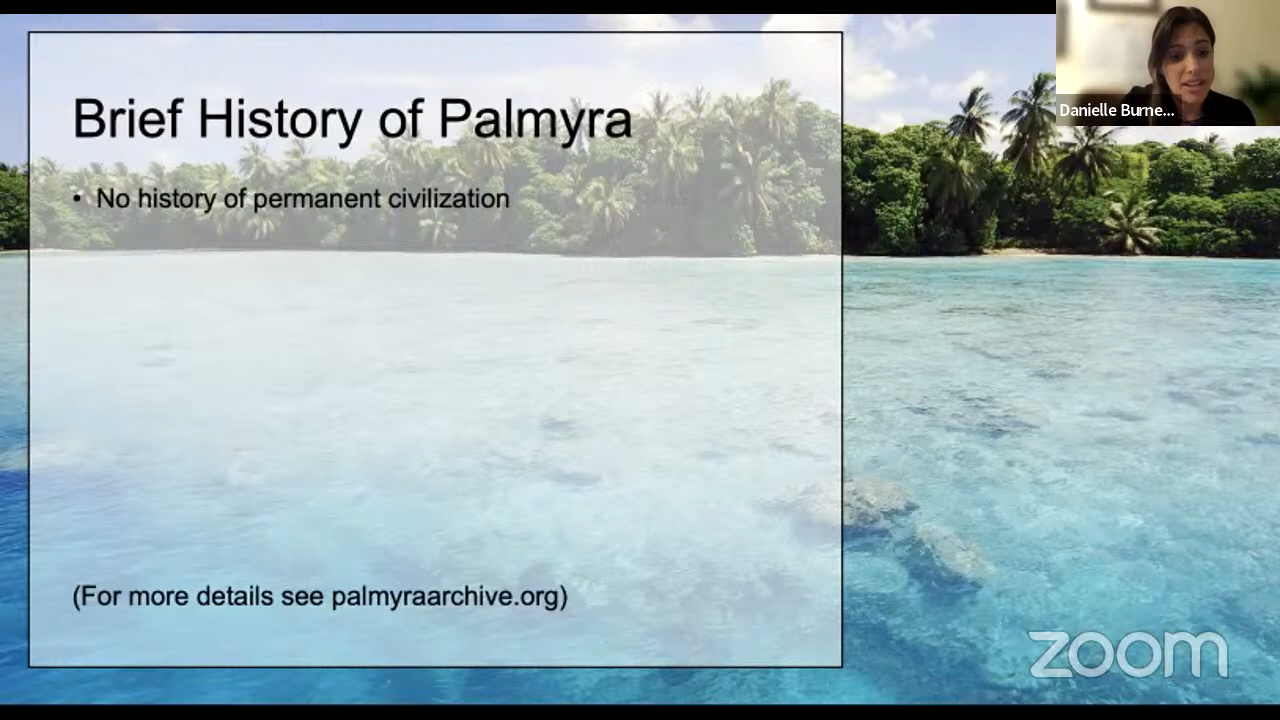 Brief History of Palmyra
• No history of permanent civilization
(For more details see palmyraarchive.org)
Danielle Burne...
zoom